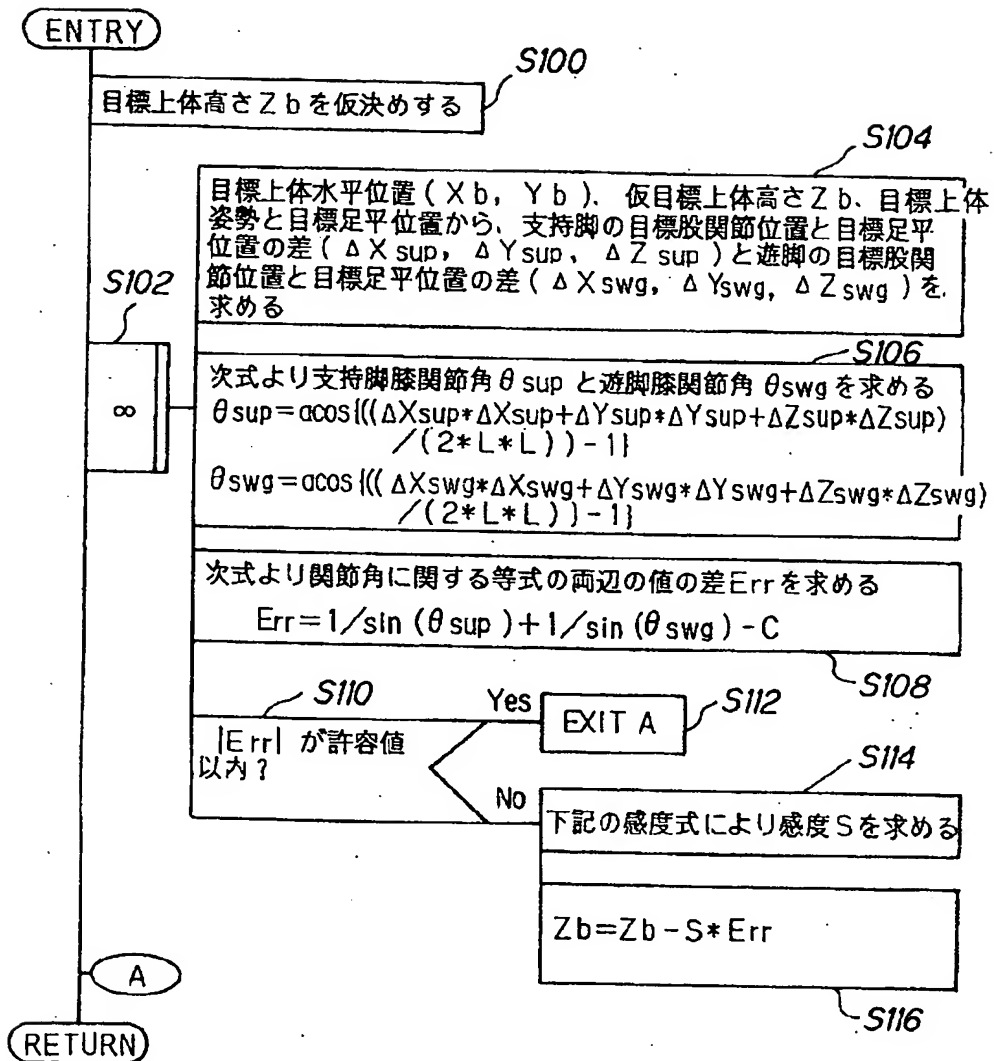 ENTRY
S100
目標上体高さZbを仮決めする
S104
目標上体水平位置(Xb, Yb)、仮目標上体高さZb、目標上体
姿勢と目標足平位置から、支持脚の目標股関節位置と目標足平
位置の差(ΔXsup, ΔYsup, ΔZsup)と遊脚の目標股関
節位置と目標足平位置の差(ΔXswg, ΔYswg, ΔZswg)を
求める
S102
∞
S106
次式より支持脚膝関節角θsupと遊脚膝関節角θswgを求める
θsup=acos{((ΔXsup*ΔXsup+ΔYsup*ΔYsup+ΔZsup*ΔZsup)
/(2*L*L))-1}
θswg=acos{((ΔXswg*ΔXswg+ΔYswg*ΔYswg+ΔZswg*ΔZswg)
/(2*L*L))-1}
次式より関節角に関する等式の両辺の値の差Errを求める
Err=1/sin(θsup)+1/sin(θswg)-C
S108
S110
|Err|が許容値
以内?
Yes
EXIT A
S112
No
S114
下記の感度式により感度Sを求める
Zb=Zb-S*Err
S116
A
RETURN